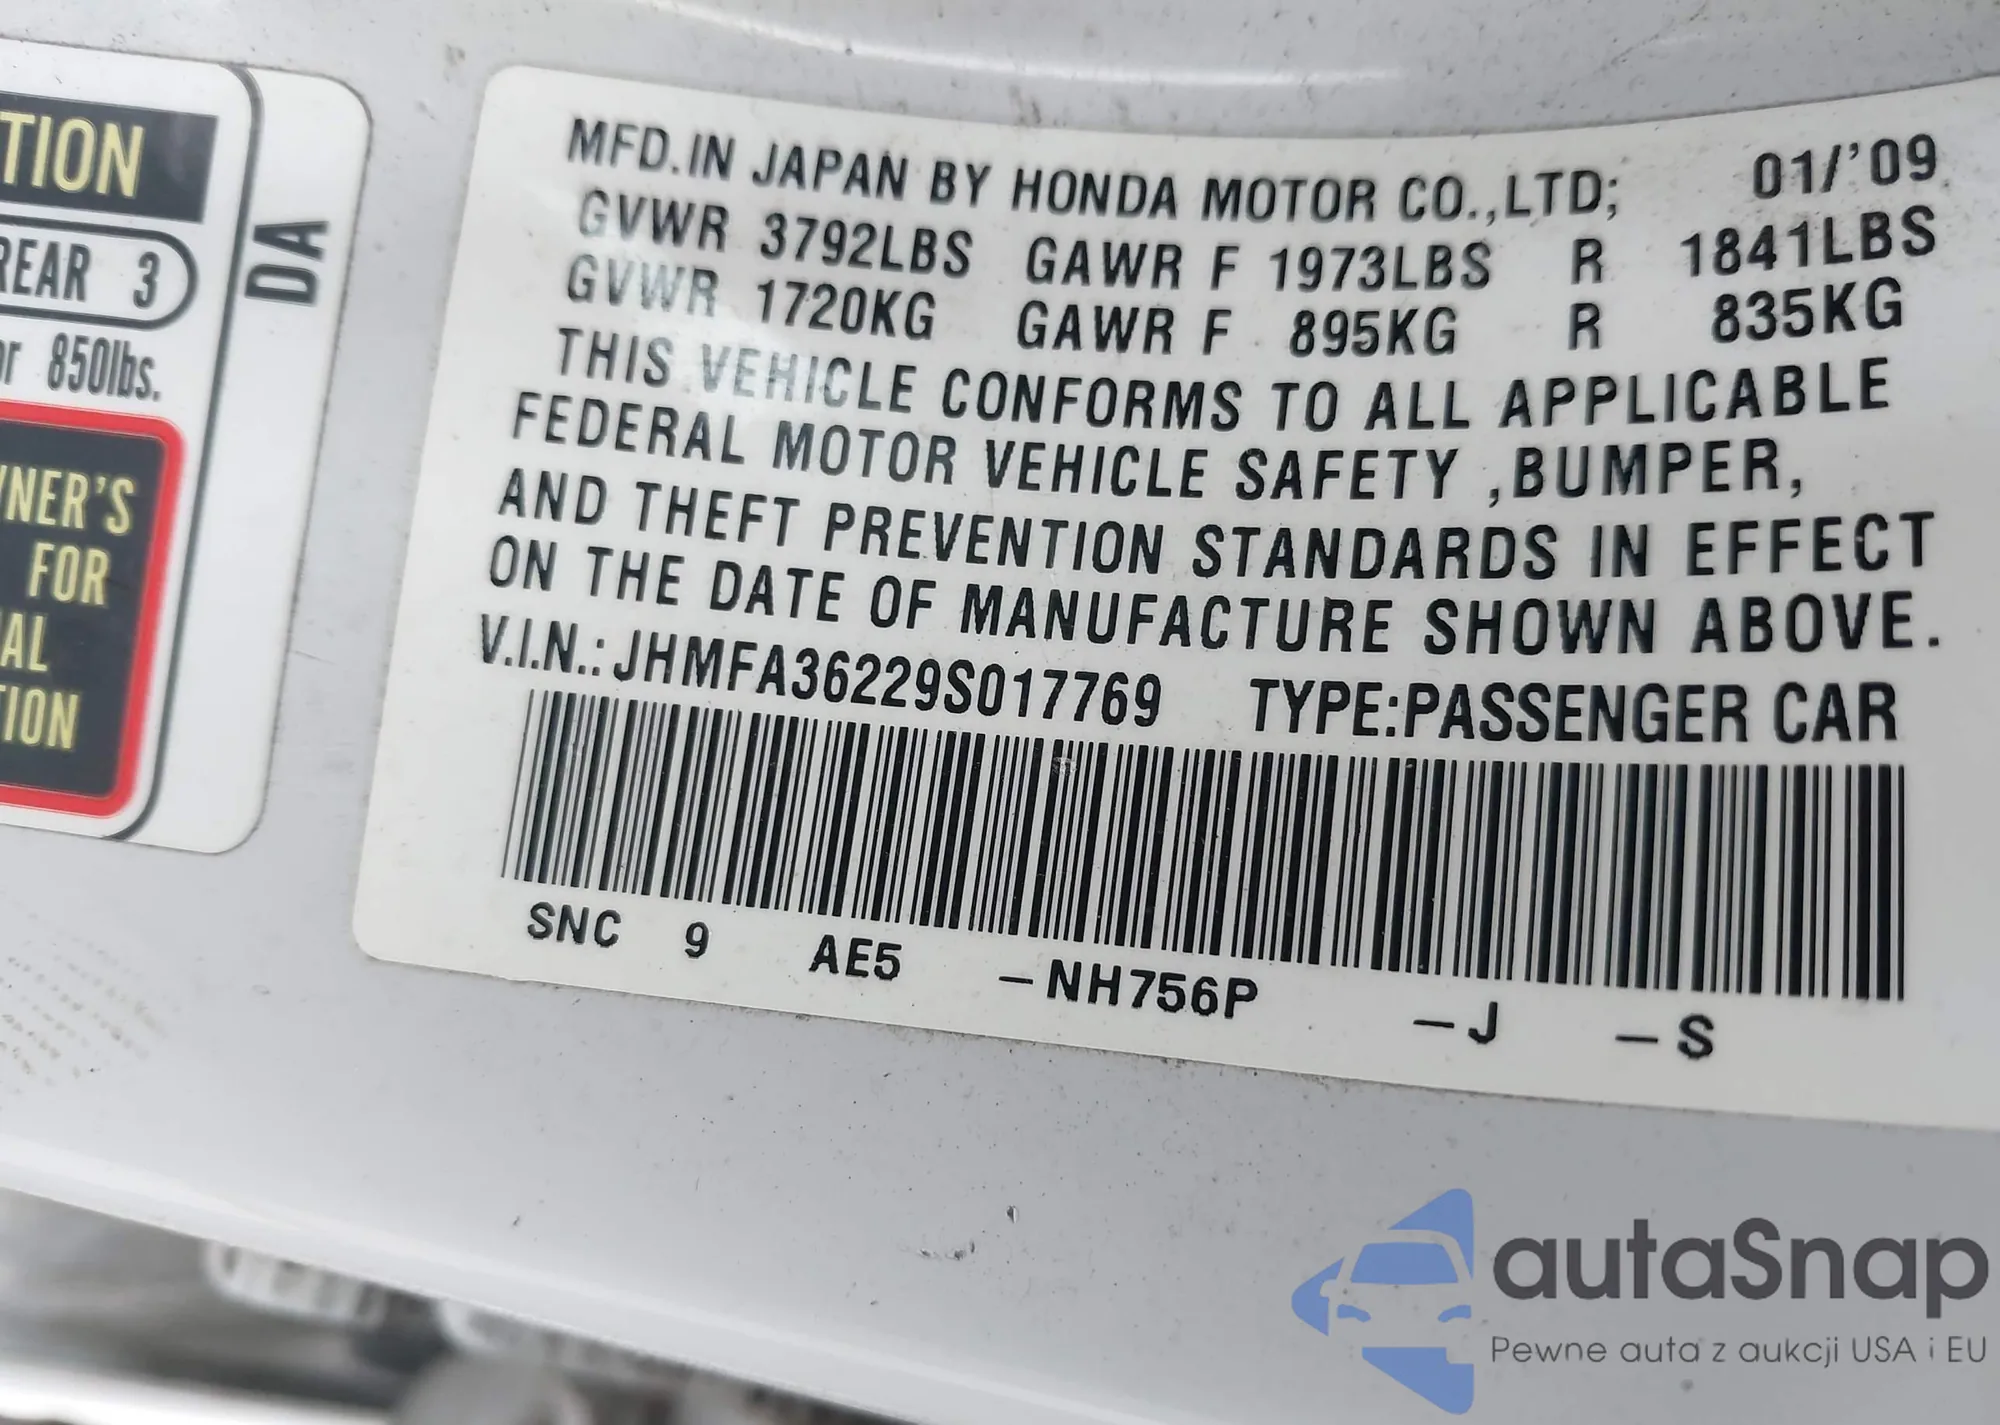 TION
REAR 3
or 850lbs.
NER'S
FOR
AL
TION
DA
MFD.IN JAPAN BY HONDA MOTOR CO.,LTD; 01/'09
GVWR 3792LBS GAWR F 1973LBS R 1841LBS
GVWR 1720KG GAWR F 895KG R 835KG
THIS VEHICLE CONFORMS TO ALL APPLICABLE
FEDERAL MOTOR VEHICLE SAFETY ,BUMPER,
AND THEFT PREVENTION STANDARDS IN EFFECT
ON THE DATE OF MANUFACTURE SHOWN ABOVE.
V.I.N.:JHMFA36229S017769 TYPE:PASSENGER CAR
SNC 9 AE5 -NH756P -J -S
autaSnap
Pewne auta z aukcji USA i EU